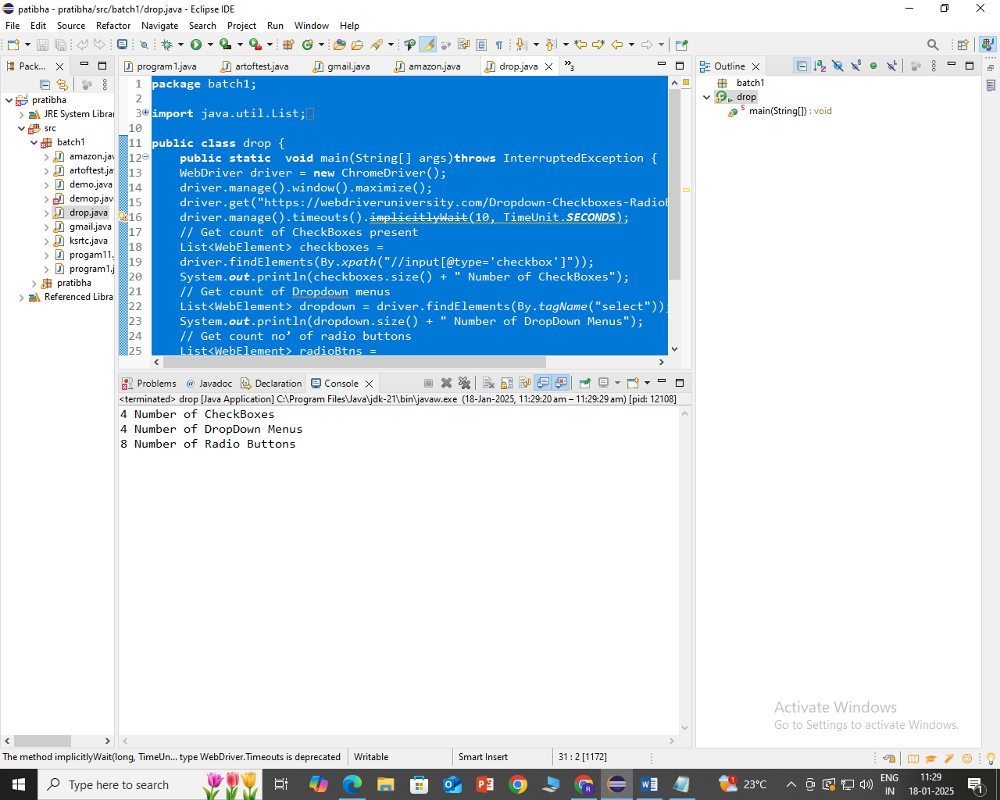 patibha - pratibha/src/batch1/drop.java - Eclipse IDE
File Edit Source Refactor Navigate Search Project Run Window Help
Pack...
program1.java artoftest.java gmail.java amazon.java drop.java »3
Outline
pratibha
JRE System Librar
src
batch1
amazon.jav
artoftest.ja
demo.java
demop.java
drop.java
gmail.java
ksrtc.java
progam11.
program1.j
pratibha
Referenced Libra
1 package batch1;
2
3 import java.util.List;
10
11 public class drop {
12 public static  void main(String[] args)throws InterruptedException {
13 WebDriver driver = new ChromeDriver();
14 driver.manage().window().maximize();
15 driver.get("https://webdriveruniversity.com/Dropdown-Checkboxes-RadioB
16 driver.manage().timeouts().implicitlyWait(10, TimeUnit.SECONDS);
17 // Get count of CheckBoxes present
18 List<WebElement> checkboxes =
19 driver.findElements(By.xpath("//input[@type='checkbox']"));
20 System.out.println(checkboxes.size() + " Number of CheckBoxes");
21 // Get count of Dropdown menus
22 List<WebElement> dropdown = driver.findElements(By.tagName("select"));
23 System.out.println(dropdown.size() + " Number of DropDown Menus");
24 // Get count no’ of radio buttons
25 List<WebElement> radioBtns =
batch1
drop
main(String[]) : void
Problems @ Javadoc Declaration Console
<terminated> drop [Java Application] C:\Program Files\Java\jdk-21\bin\javaw.exe (18-Jan-2025, 11:29:20 am – 11:29:29 am) [pid: 12108]
4 Number of CheckBoxes
4 Number of DropDown Menus
8 Number of Radio Buttons
Activate Windows
Go to Settings to activate Windows.
The method implicitlyWait(long, TimeUn... type WebDriver.Timeouts is deprecated Writable Smart Insert 31 : 2 [1172]
Type here to search
1 23°C
ENG
IN
11:29
18-01-2025
1